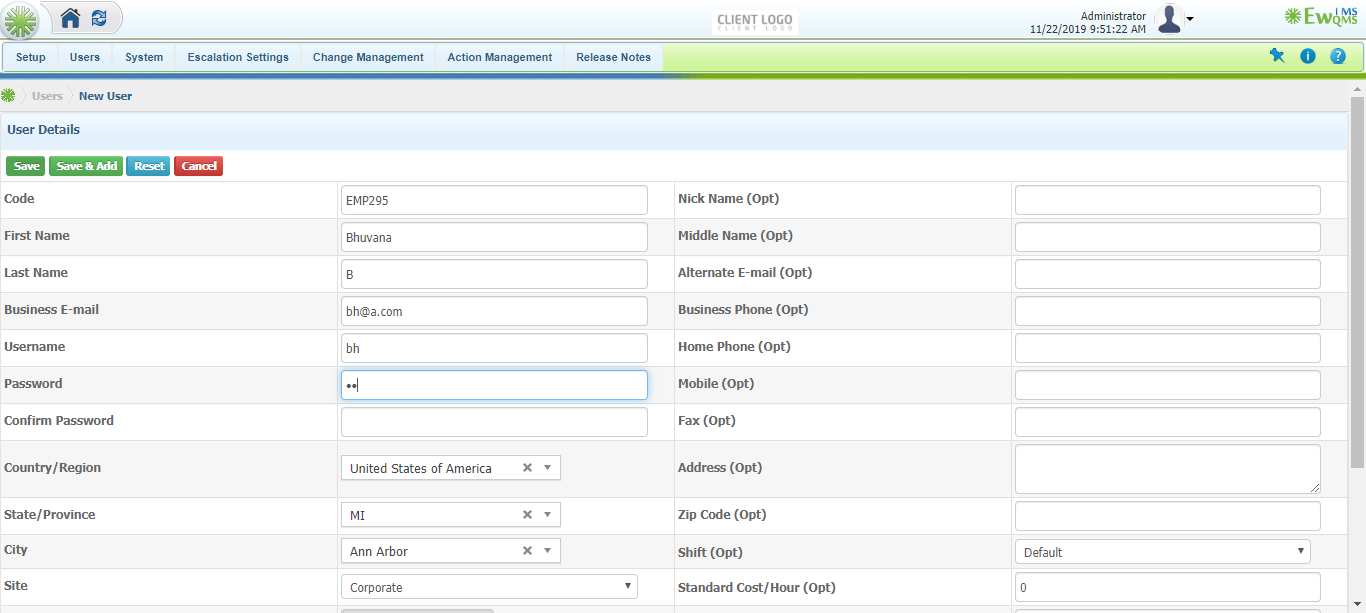 CLIENT LOGO
CLIENT LOGO
Administrator
11/22/2019 9:51:22 AM
EwQMS iMS
Setup Users System Escalation Settings Change Management Action Management Release Notes
Users New User
User Details
Save Save & Add Reset Cancel
Code EMP295 Nick Name (Opt)
First Name Bhuvana Middle Name (Opt)
Last Name B Alternate E-mail (Opt)
Business E-mail bh@a.com Business Phone (Opt)
Username bh Home Phone (Opt)
Password •• Mobile (Opt)
Confirm Password Fax (Opt)
Country/Region United States of America Address (Opt)
State/Province MI Zip Code (Opt)
City Ann Arbor Shift (Opt) Default
Site Corporate Standard Cost/Hour (Opt) 0